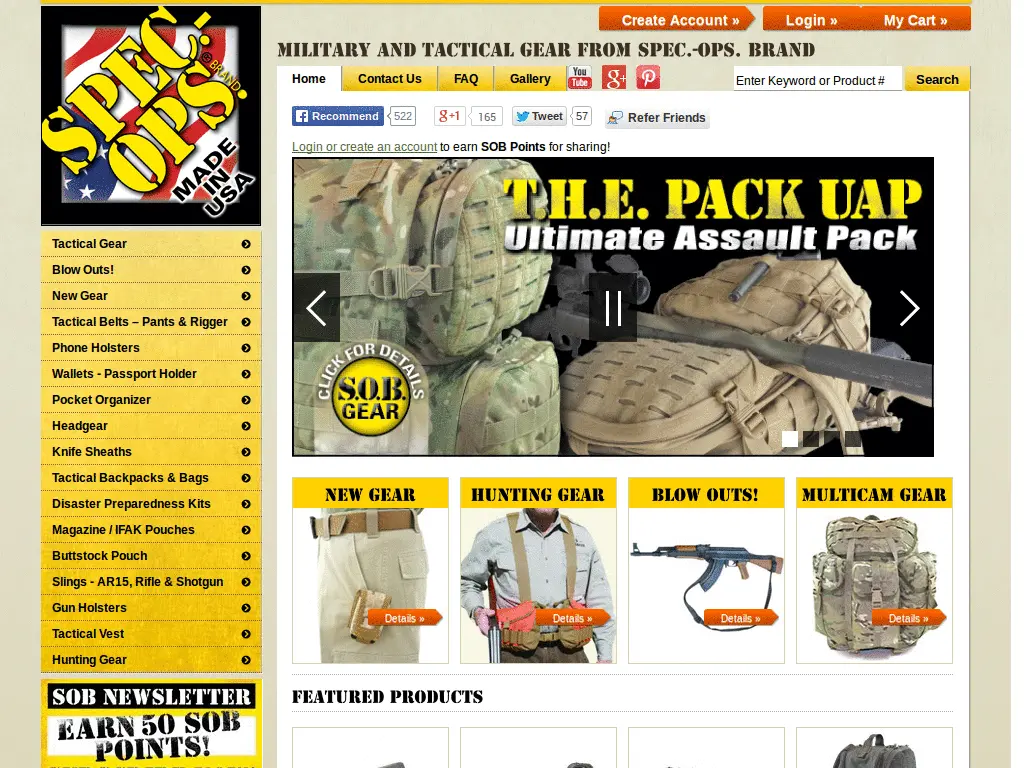 SPEC.-
OPS.
® BRAND
MADE
IN
USA
Create Account »
Login »
My Cart »
MILITARY AND TACTICAL GEAR FROM SPEC.-OPS. BRAND
Home
Contact Us
FAQ
Gallery
You
Tube
g+
Enter Keyword or Product #
Search
Recommend
522
g+1
165
Tweet
57
Refer Friends
Login or create an account to earn SOB Points for sharing!
T.H.E. PACK UAP
Ultimate Assault Pack
CLICK FOR DETAILS
S.O.B.
GEAR
Tactical Gear
Blow Outs!
New Gear
Tactical Belts – Pants & Rigger
Phone Holsters
Wallets - Passport Holder
Pocket Organizer
Headgear
Knife Sheaths
Tactical Backpacks & Bags
Disaster Preparedness Kits
Magazine / IFAK Pouches
Buttstock Pouch
Slings - AR15, Rifle & Shotgun
Gun Holsters
Tactical Vest
Hunting Gear
NEW GEAR
Details »
HUNTING GEAR
Details »
BLOW OUTS!
Details »
MULTICAM GEAR
Details »
SOB NEWSLETTER
EARN 50 SOB
POINTS!
FEATURED PRODUCTS